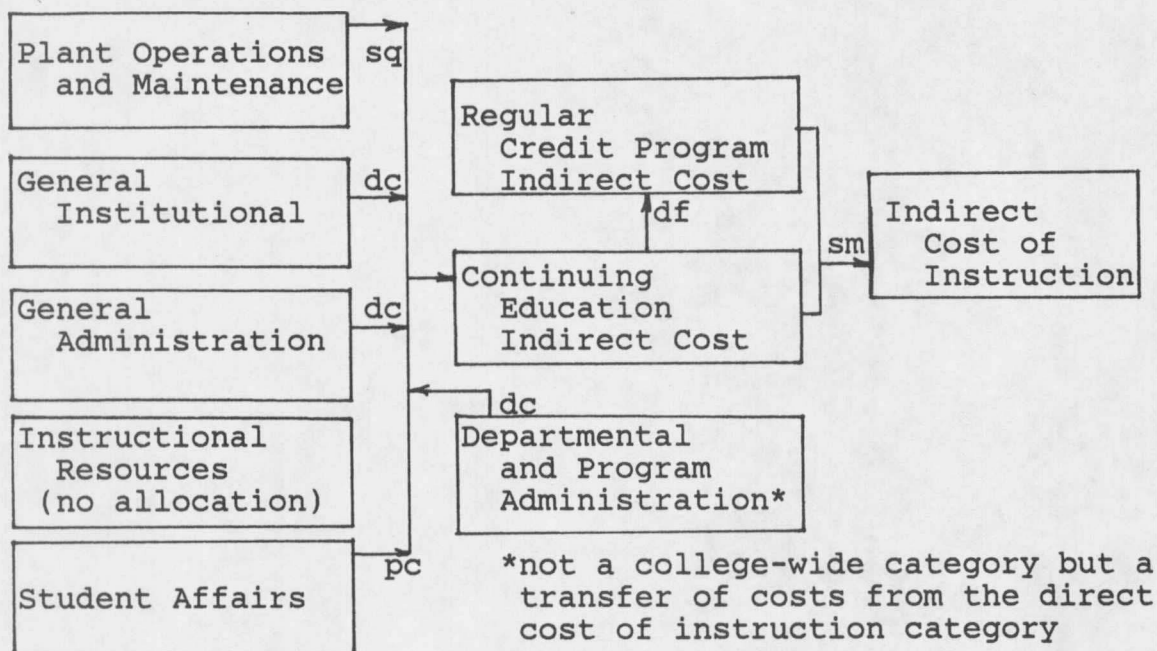 Plant Operations
and Maintenance
sq
General
Institutional
dc
General
Administration
dc
Instructional
Resources
(no allocation)
Student Affairs
pc
Regular
Credit Program
Indirect Cost
df
Continuing
Education
Indirect Cost
dc
Departmental
and Program
Administration*
sm
Indirect
Cost of
Instruction
*not a college-wide category but a
transfer of costs from the direct
cost of instruction category